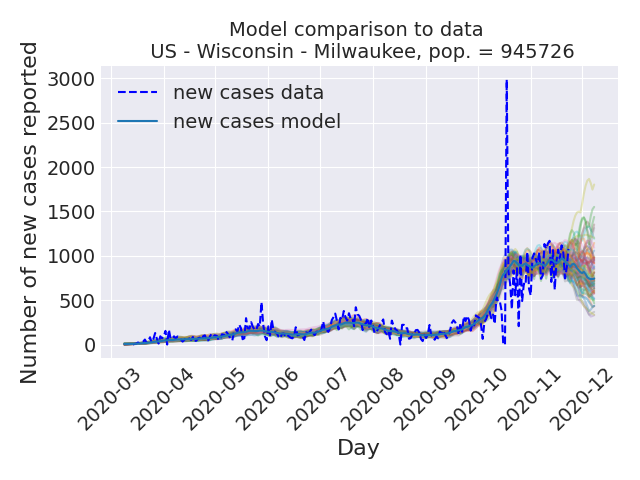 Model comparison to data
US - Wisconsin - Milwaukee, pop. = 945726
Number of new cases reported
3000
2500
2000
1500
1000
500
0
new cases data
new cases model
2020-03
2020-04
2020-05
2020-06
2020-07
2020-08
2020-09
2020-10
2020-11
2020-12
Day